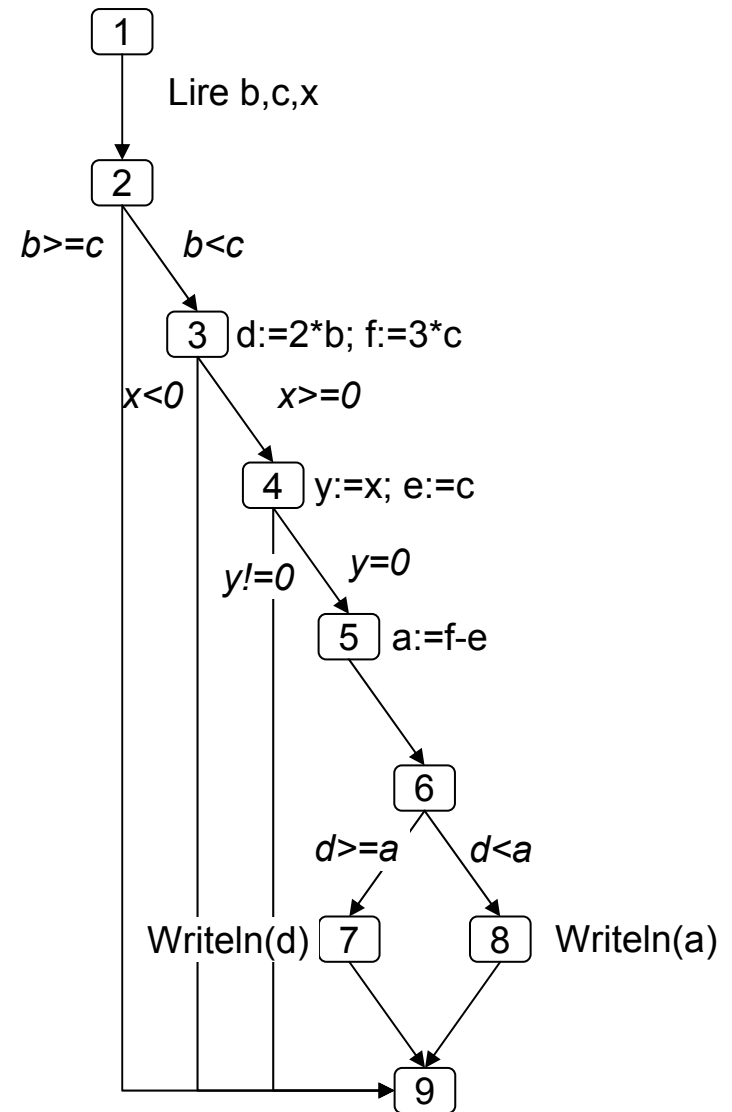 1
Lire b,c,x
2
b>=c
b<c
3
d:=2*b; f:=3*c
x<0
x>=0
4
y:=x; e:=c
y!=0
y=0
5
a:=f-e
6
d>=a
d<a
Writeln(d)
7
8
Writeln(a)
9